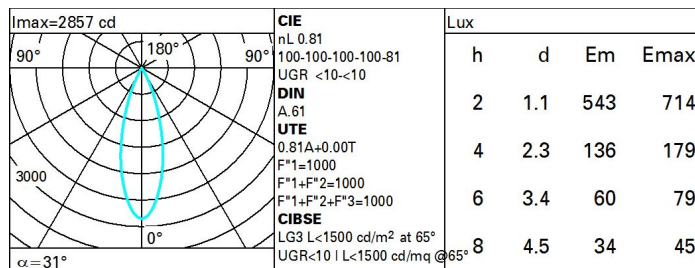 Imax=2857 cd
90° 180° 90°
3000
0°
α=31°
CIE
nL 0.81
100-100-100-100-81
UGR <10-<10
DIN
A.61
UTE
0.81A+0.00T
F"1=1000
F"1+F"2=1000
F"1+F"2+F"3=1000
CIBSE
LG3 L<1500 cd/m² at 65°
UGR<10 | L<1500 cd/mq @65°
Lux
h d Em Emax
2 1.1 543 714
4 2.3 136 179
6 3.4 60 79
8 4.5 34 45